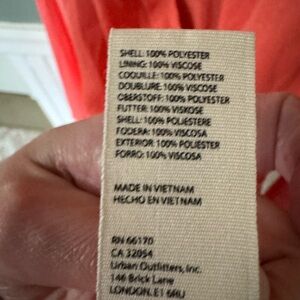 SHELL: 100% POLYESTER
LINING: 100% VISCOSE
COQUILLE: 100% POLYESTER
DOUBLURE: 100% VISCOSE
OBERSTOFF: 100% POLYESTER
FUTTER: 100% VISKOSE
SHELL: 100% POLIESTERE
FODERA: 100% VISCOSA
EXTERIOR: 100% POLIESTER
FORRO: 100% VISCOSA
MADE IN VIETNAM
HECHO EN VIETNAM
RN 66170
CA 32054
Urban Outfitters, Inc.
146 Brick Lane
LONDON, E1 6RU